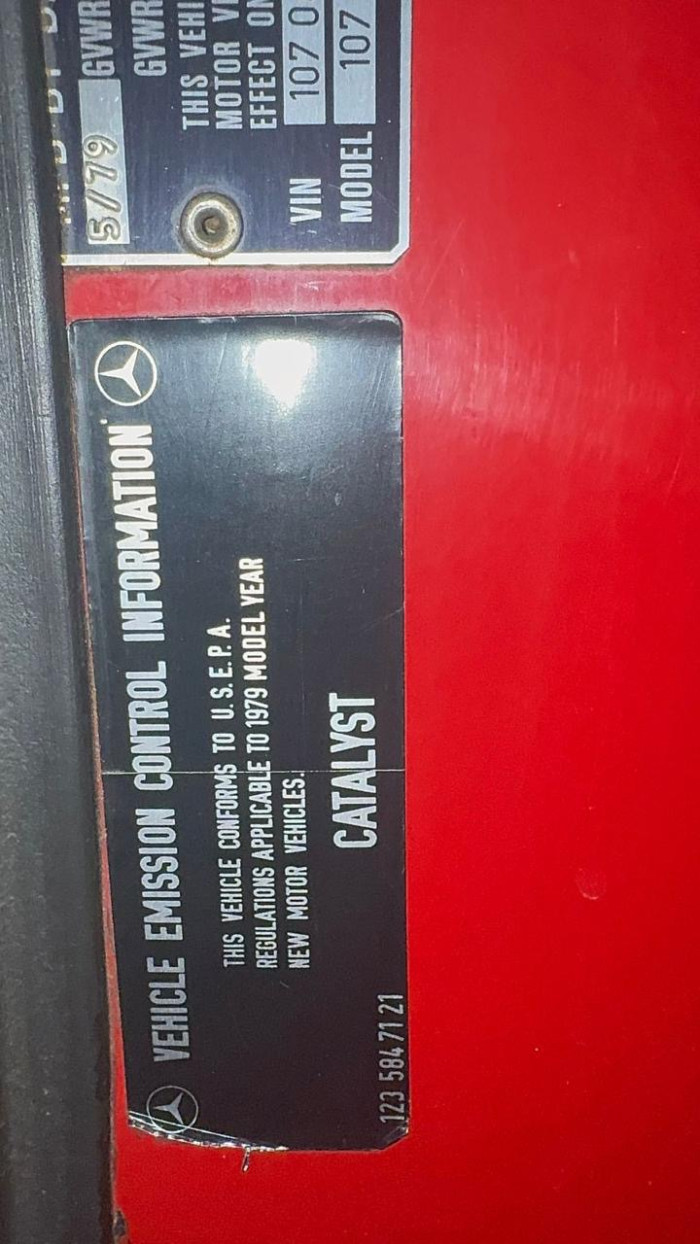 5/79 GVWR
GVWR
THIS VEHI
MOTOR VE
EFFECT ON
VIN 107 0
MODEL 107
VEHICLE EMISSION CONTROL INFORMATION
THIS VEHICLE CONFORMS TO U.S.E.P.A.
REGULATIONS APPLICABLE TO 1979 MODEL YEAR
NEW MOTOR VEHICLES.
CATALYST
123 584 71 21